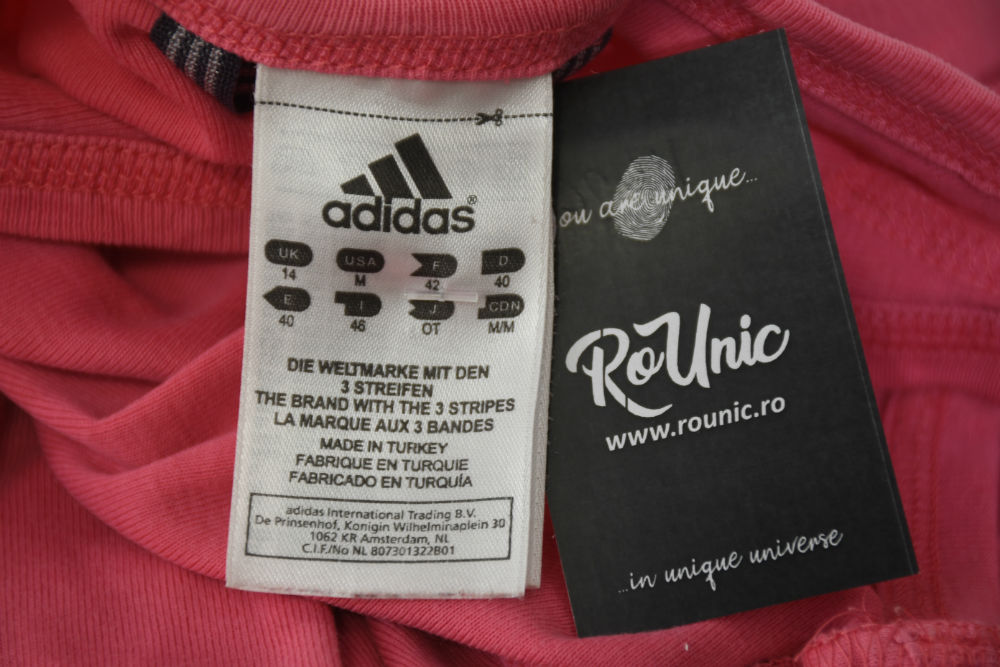 adidas®
UK USA F D
14 M 42 40
E I J CDN
40 46 OT M/M
DIE WELTMARKE MIT DEN
3 STREIFEN
THE BRAND WITH THE 3 STRIPES
LA MARQUE AUX 3 BANDES
MADE IN TURKEY
FABRIQUE EN TURQUIE
FABRICADO EN TURQUÍA
adidas International Trading B.V.
De Prinsenhof, Konigin Wilhelminaplein 30
1062 KR Amsterdam, NL
C.I.F./No NL 807301322B01
ou are unique...
RoUnic
www.rounic.ro
...in unique universe